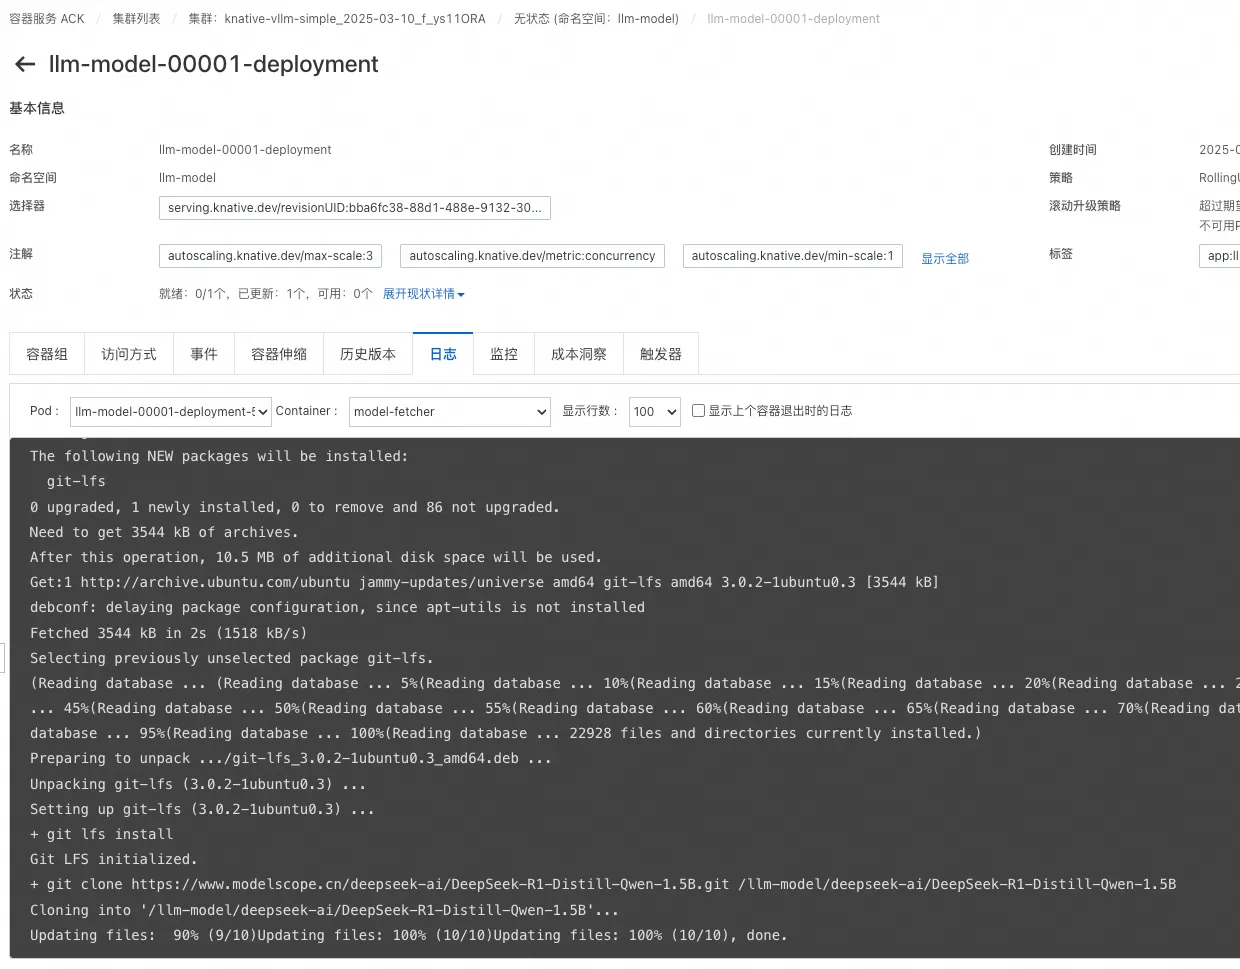 容器服务 ACK / 集群列表 / 集群：knative-vllm-simple_2025-03-10_f_ys11ORA / 无状态 (命名空间：llm-model) / llm-model-00001-deployment
← llm-model-00001-deployment
基本信息
名称 llm-model-00001-deployment 创建时间 2025-0
命名空间 llm-model 策略 RollingU
选择器 serving.knative.dev/revisionUID:bba6fc38-88d1-488e-9132-30... 滚动升级策略 超过期望
不可用P
注解 autoscaling.knative.dev/max-scale:3 autoscaling.knative.dev/metric:concurrency autoscaling.knative.dev/min-scale:1 显示全部 标签 app:ll
状态 就绪：0/1个，已更新：1个，可用：0个 展开现状详情
容器组 访问方式 事件 容器伸缩 历史版本 日志 监控 成本洞察 触发器
Pod : llm-model-00001-deployment- Container : model-fetcher 显示行数 : 100 显示上个容器退出时的日志
The following NEW packages will be installed:
git-lfs
0 upgraded, 1 newly installed, 0 to remove and 86 not upgraded.
Need to get 3544 kB of archives.
After this operation, 10.5 MB of additional disk space will be used.
Get:1 http://archive.ubuntu.com/ubuntu jammy-updates/universe amd64 git-lfs amd64 3.0.2-1ubuntu0.3 [3544 kB]
debconf: delaying package configuration, since apt-utils is not installed
Fetched 3544 kB in 2s (1518 kB/s)
Selecting previously unselected package git-lfs.
(Reading database ... (Reading database ... 5%(Reading database ... 10%(Reading database ... 15%(Reading database ... 20%(Reading database ... 2
... 45%(Reading database ... 50%(Reading database ... 55%(Reading database ... 60%(Reading database ... 65%(Reading database ... 70%(Reading dat
database ... 95%(Reading database ... 100%(Reading database ... 22928 files and directories currently installed.)
Preparing to unpack .../git-lfs_3.0.2-1ubuntu0.3_amd64.deb ...
Unpacking git-lfs (3.0.2-1ubuntu0.3) ...
Setting up git-lfs (3.0.2-1ubuntu0.3) ...
+ git lfs install
Git LFS initialized.
+ git clone https://www.modelscope.cn/deepseek-ai/DeepSeek-R1-Distill-Qwen-1.5B.git /llm-model/deepseek-ai/DeepSeek-R1-Distill-Qwen-1.5B
Cloning into '/llm-model/deepseek-ai/DeepSeek-R1-Distill-Qwen-1.5B'...
Updating files:  90% (9/10)Updating files: 100% (10/10)Updating files: 100% (10/10), done.